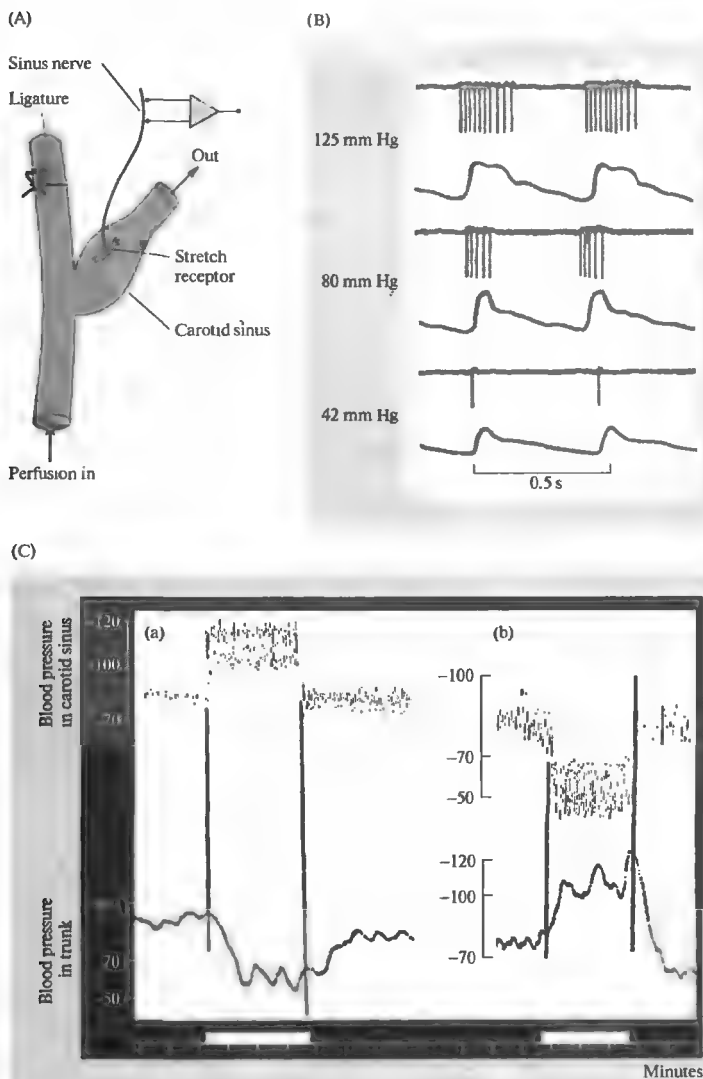 (A)
Sinus nerve
Ligature
Out
Stretch
receptor
Carotid sinus
Perfusion in
(B)
125 mm Hg
80 mm Hg
42 mm Hg
0.5 s
(C)
Blood pressure
in carotid sinus
-120
-100
-70
(a)
(b)
-100
-70
-50
Blood pressure
in trunk
-70
-50
-120
-100
-70
Minutes